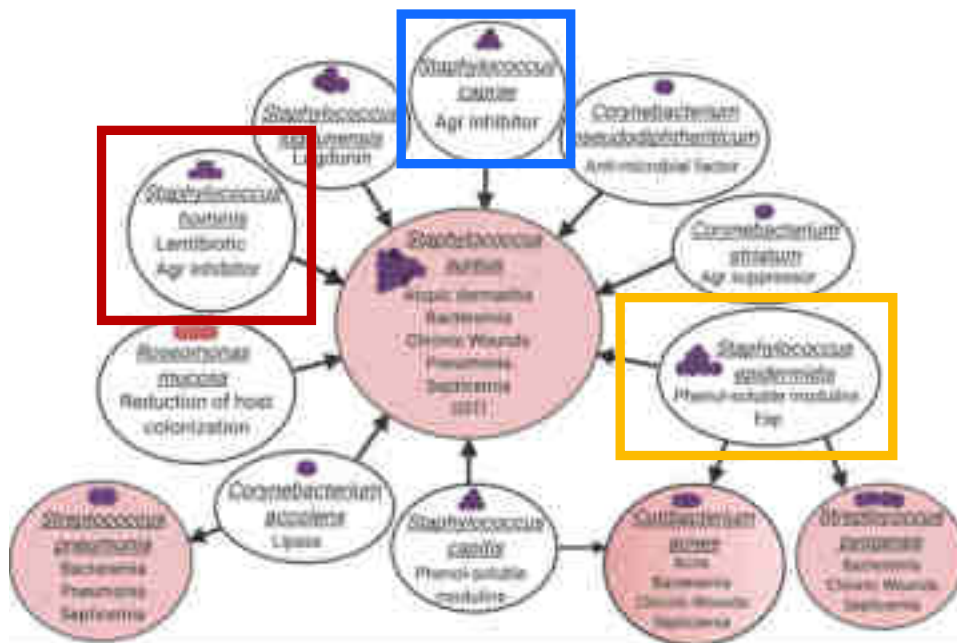 Staphylococcus
caprae
Agr inhibitor
Staphylococcus
lugdunensis
Lugdunin
Corynebacterium
pseudodiphtheriticum
Anti-microbial factor
Staphylococcus
hominis
Lantibiotic
Agr inhibitor
Staphylococcus
aureus
Atopic dermatitis
Bacteremia
Chronic Wounds
Pneumonia
Septicemia
Corynebacterium
striatum
Agr suppressor
Roseomonas
mucosa
Reduction of host
colonization
Staphylococcus
epidermidis
Phenol-soluble modulins
Esp
Corynebacterium
accolens
Lipase
Staphylococcus
capitis
Phenol-soluble
modulins
Streptococcus
pneumonia
Bacteremia
Pneumonia
Septicemia
Cutibacterium
acnes
Acne
Bacteremia
Chronic Wounds
Septicemia
Streptococcus
pyogenes
Bacteremia
Chronic Wounds
Septicemia